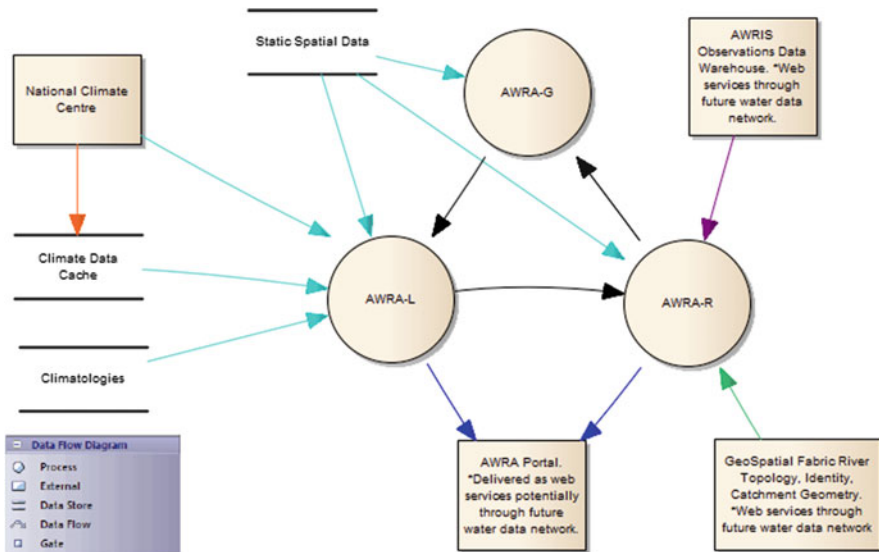 Static Spatial Data
AWRA-G
AWRIS
Observations Data
Warehouse. *Web
services through
future water data
network.
National Climate
Centre
Climate Data
Cache
AWRA-L
AWRA-R
Climatologies
Data Flow Diagram
Process
External
Data Store
Data Flow
Gate
AWRA Portal.
*Delivered as web
services potentially
through future
water data network.
GeoSpatial Fabric River
Topology, Identity,
Catchment Geometry.
*Web services through
future water data network